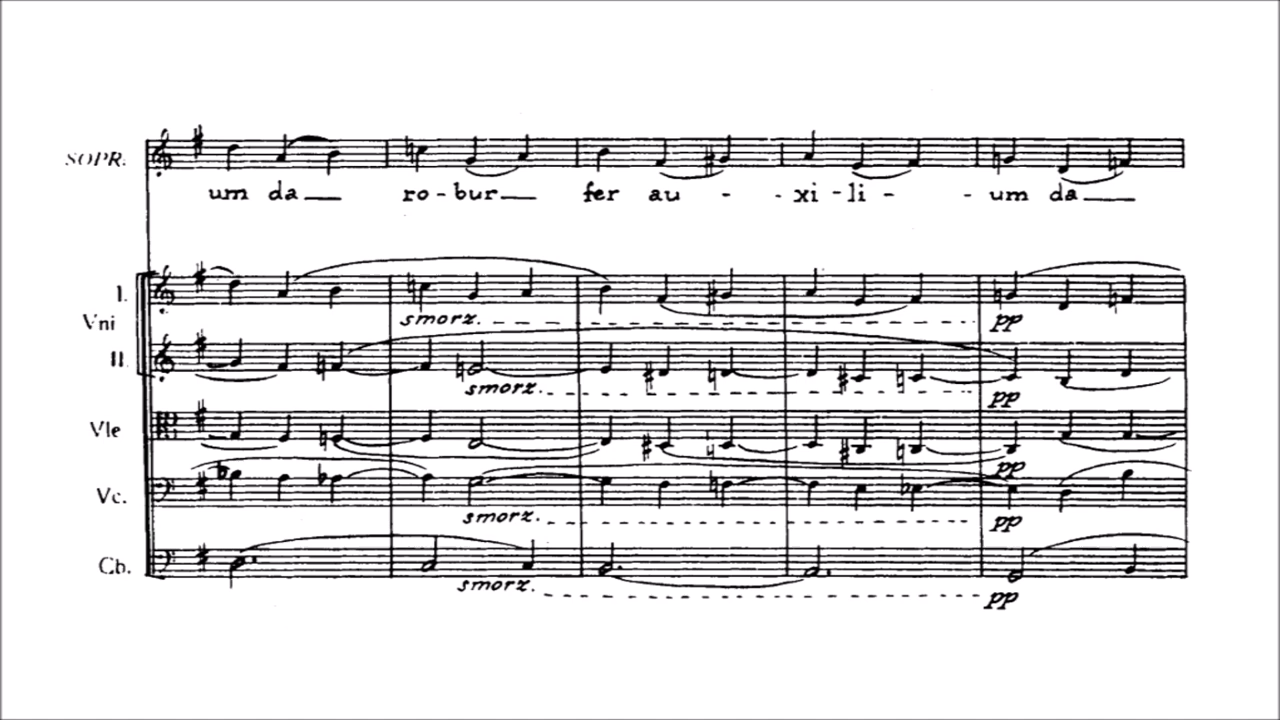 SOPR.
um da ro - bur fer au - - xi - li - - um da
I.
smorz. pp
Vni
II
smorz. pp
Vle
pp
Vc.
smorz. pp
Cb.
smorz. pp